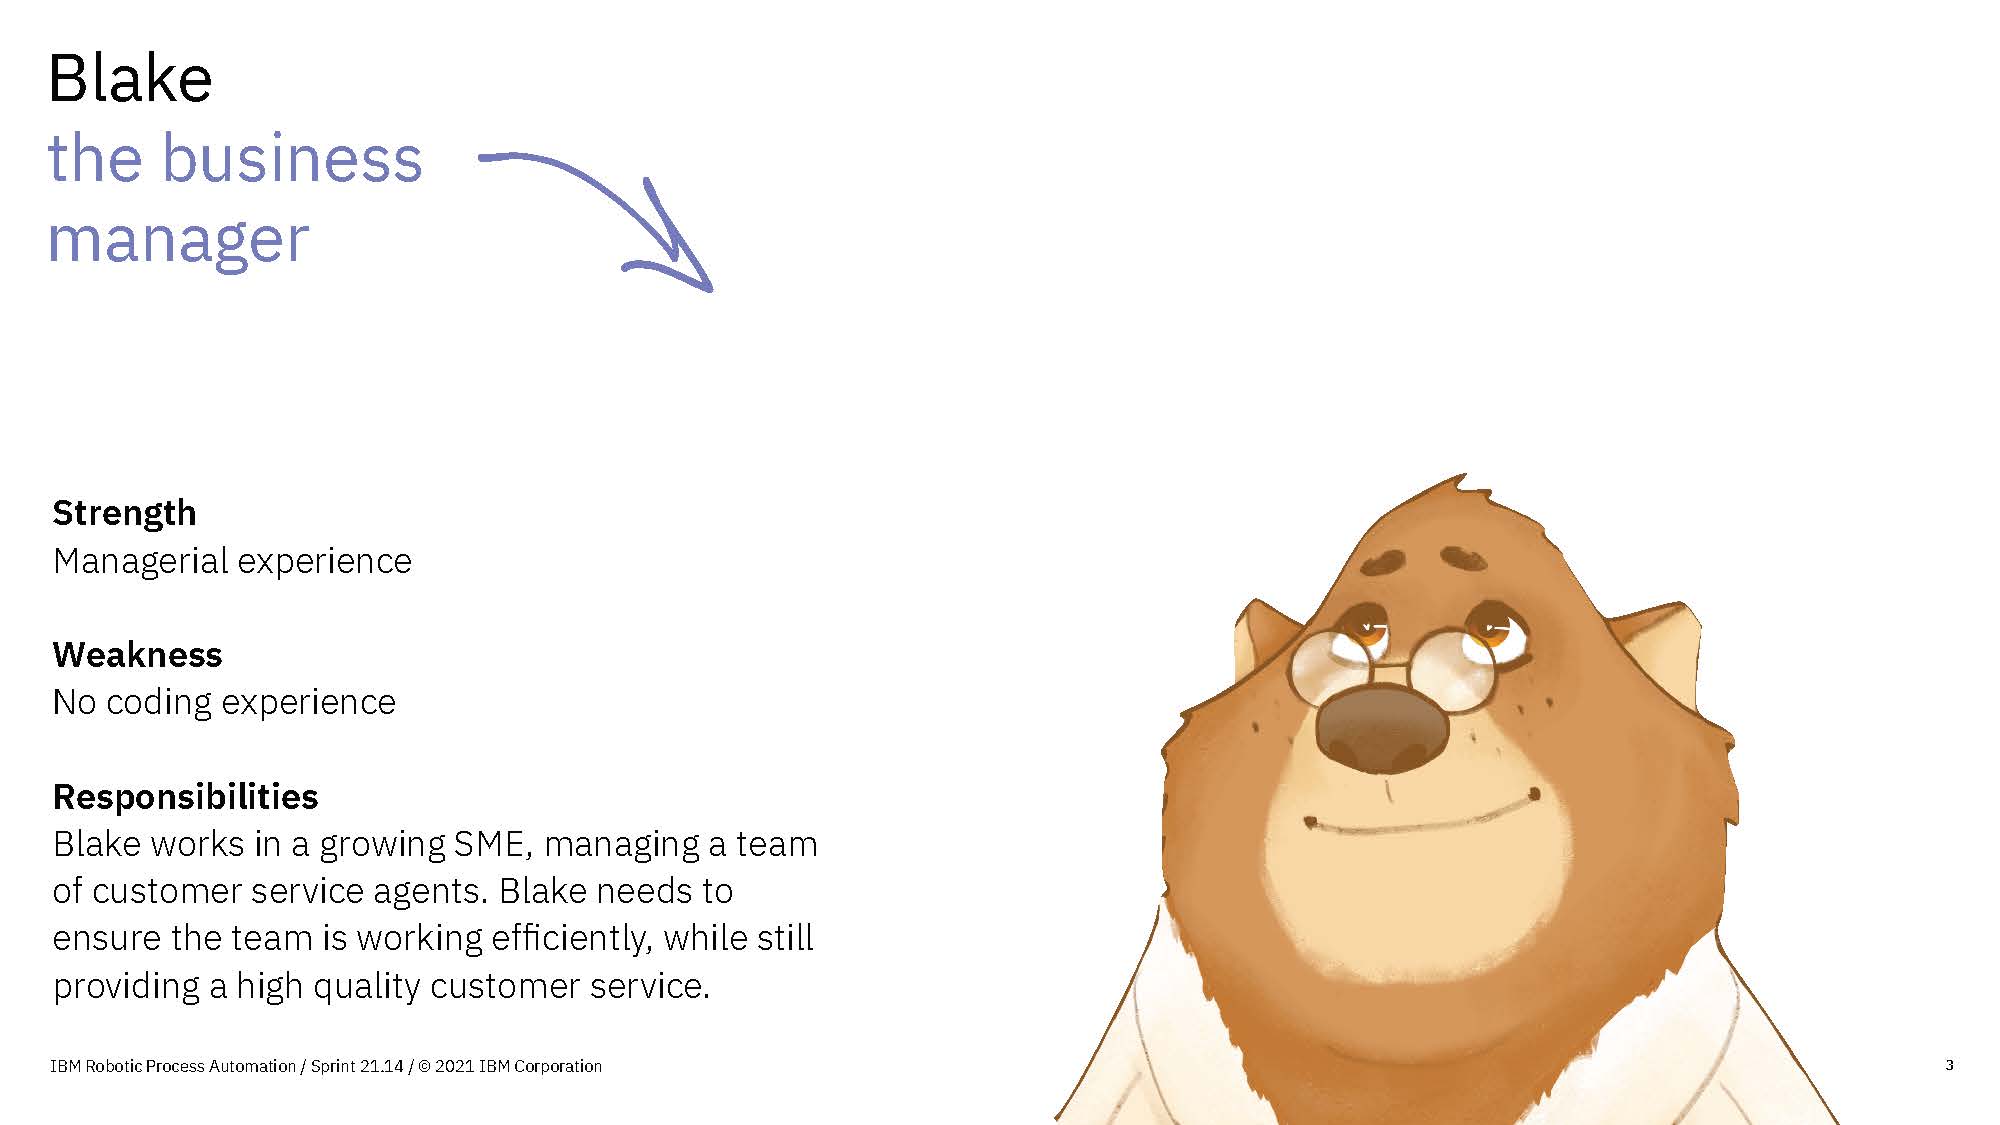 Blake
the business
manager
Strength
Managerial experience
Weakness
No coding experience
Responsibilities
Blake works in a growing SME, managing a team
of customer service agents. Blake needs to
ensure the team is working efficiently, while still
providing a high quality customer service.
IBM Robotic Process Automation / Sprint 21.14 / © 2021 IBM Corporation
3